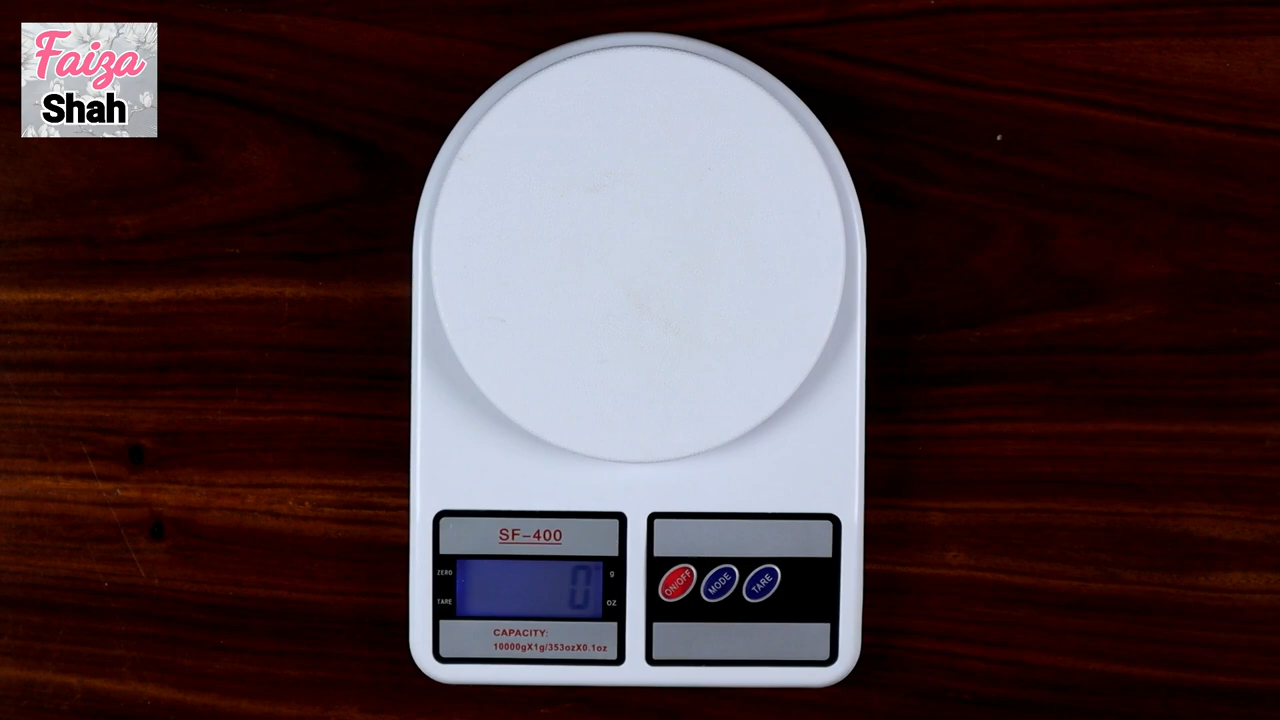 Faiza
Shah
SF-400
ZERO
0
g
TARE
OZ
CAPACITY:
10000gX1g/353ozX0.1oz
ON/OFF
MODE
TARE